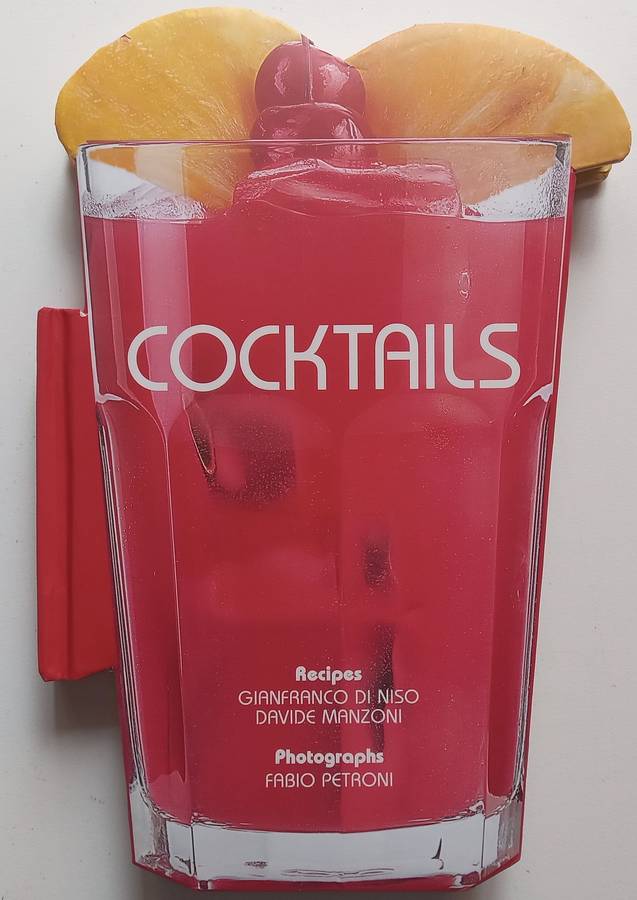 COCKTAILS
Recipes
GIANFRANCO DI NISO
DAVIDE MANZONI
Photographs
FABIO PETRONI